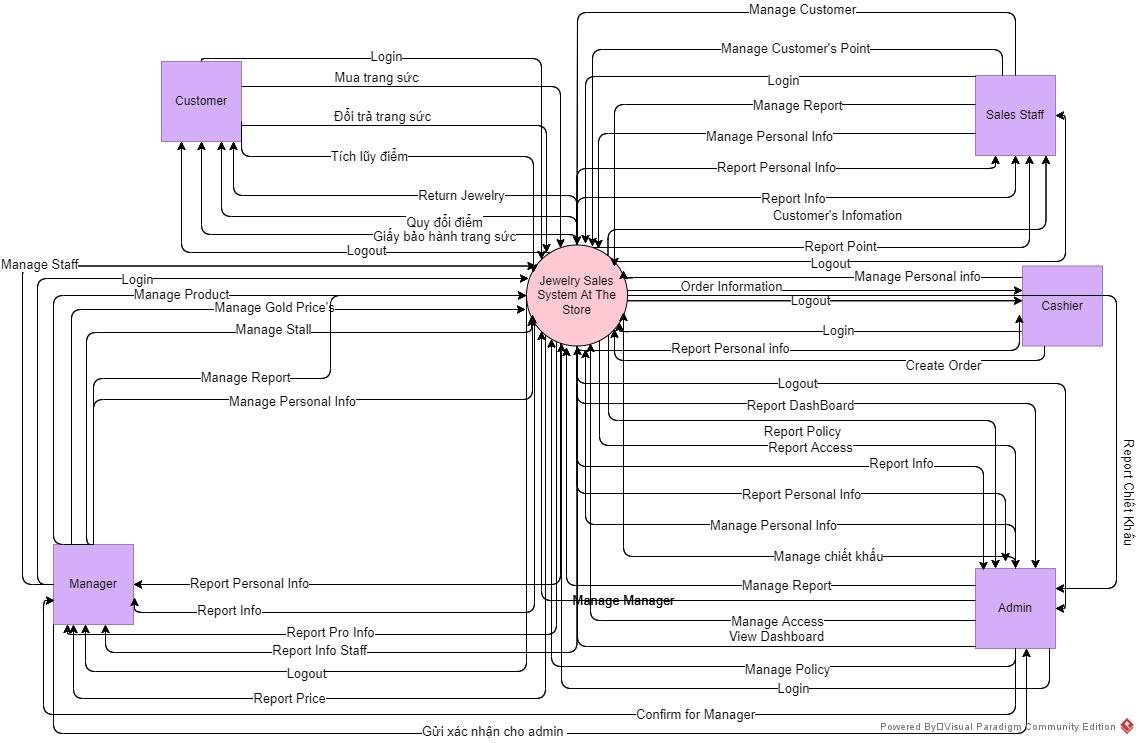 Manage Customer
Login
Manage Customer's Point
Mua trang sức
Login
Customer
Manage Report
Sales Staff
Đổi trả trang sức
Manage Personal Info
Tích lũy điểm
Report Personal Info
Return Jewelry
Report Info
Quy đổi điểm
Customer's Infomation
Giấy bảo hành trang sức
Report Point
Logout
Manage Staff
Logout
Login
Jewelry Sales
System At The
Store
Manage Personal info
Order Information
Manage Product
Logout
Cashier
Manage Gold Price's
Manage Stall
Login
Report Personal info
Create Order
Manage Report
Logout
Manage Personal Info
Report DashBoard
Report Policy
Report Access
Report Info
Report Chiết Khấu
Report Personal Info
Manage Personal Info
Manage chiết khấu
Manager
Report Personal Info
Manage Report
Manage Manager
Admin
Report Info
Manage Access
Report Pro Info
View Dashboard
Report Info Staff
Logout
Manage Policy
Login
Report Price
Confirm for Manager
Gửi xác nhận cho admin
Powered By□Visual Paradigm Community Edition